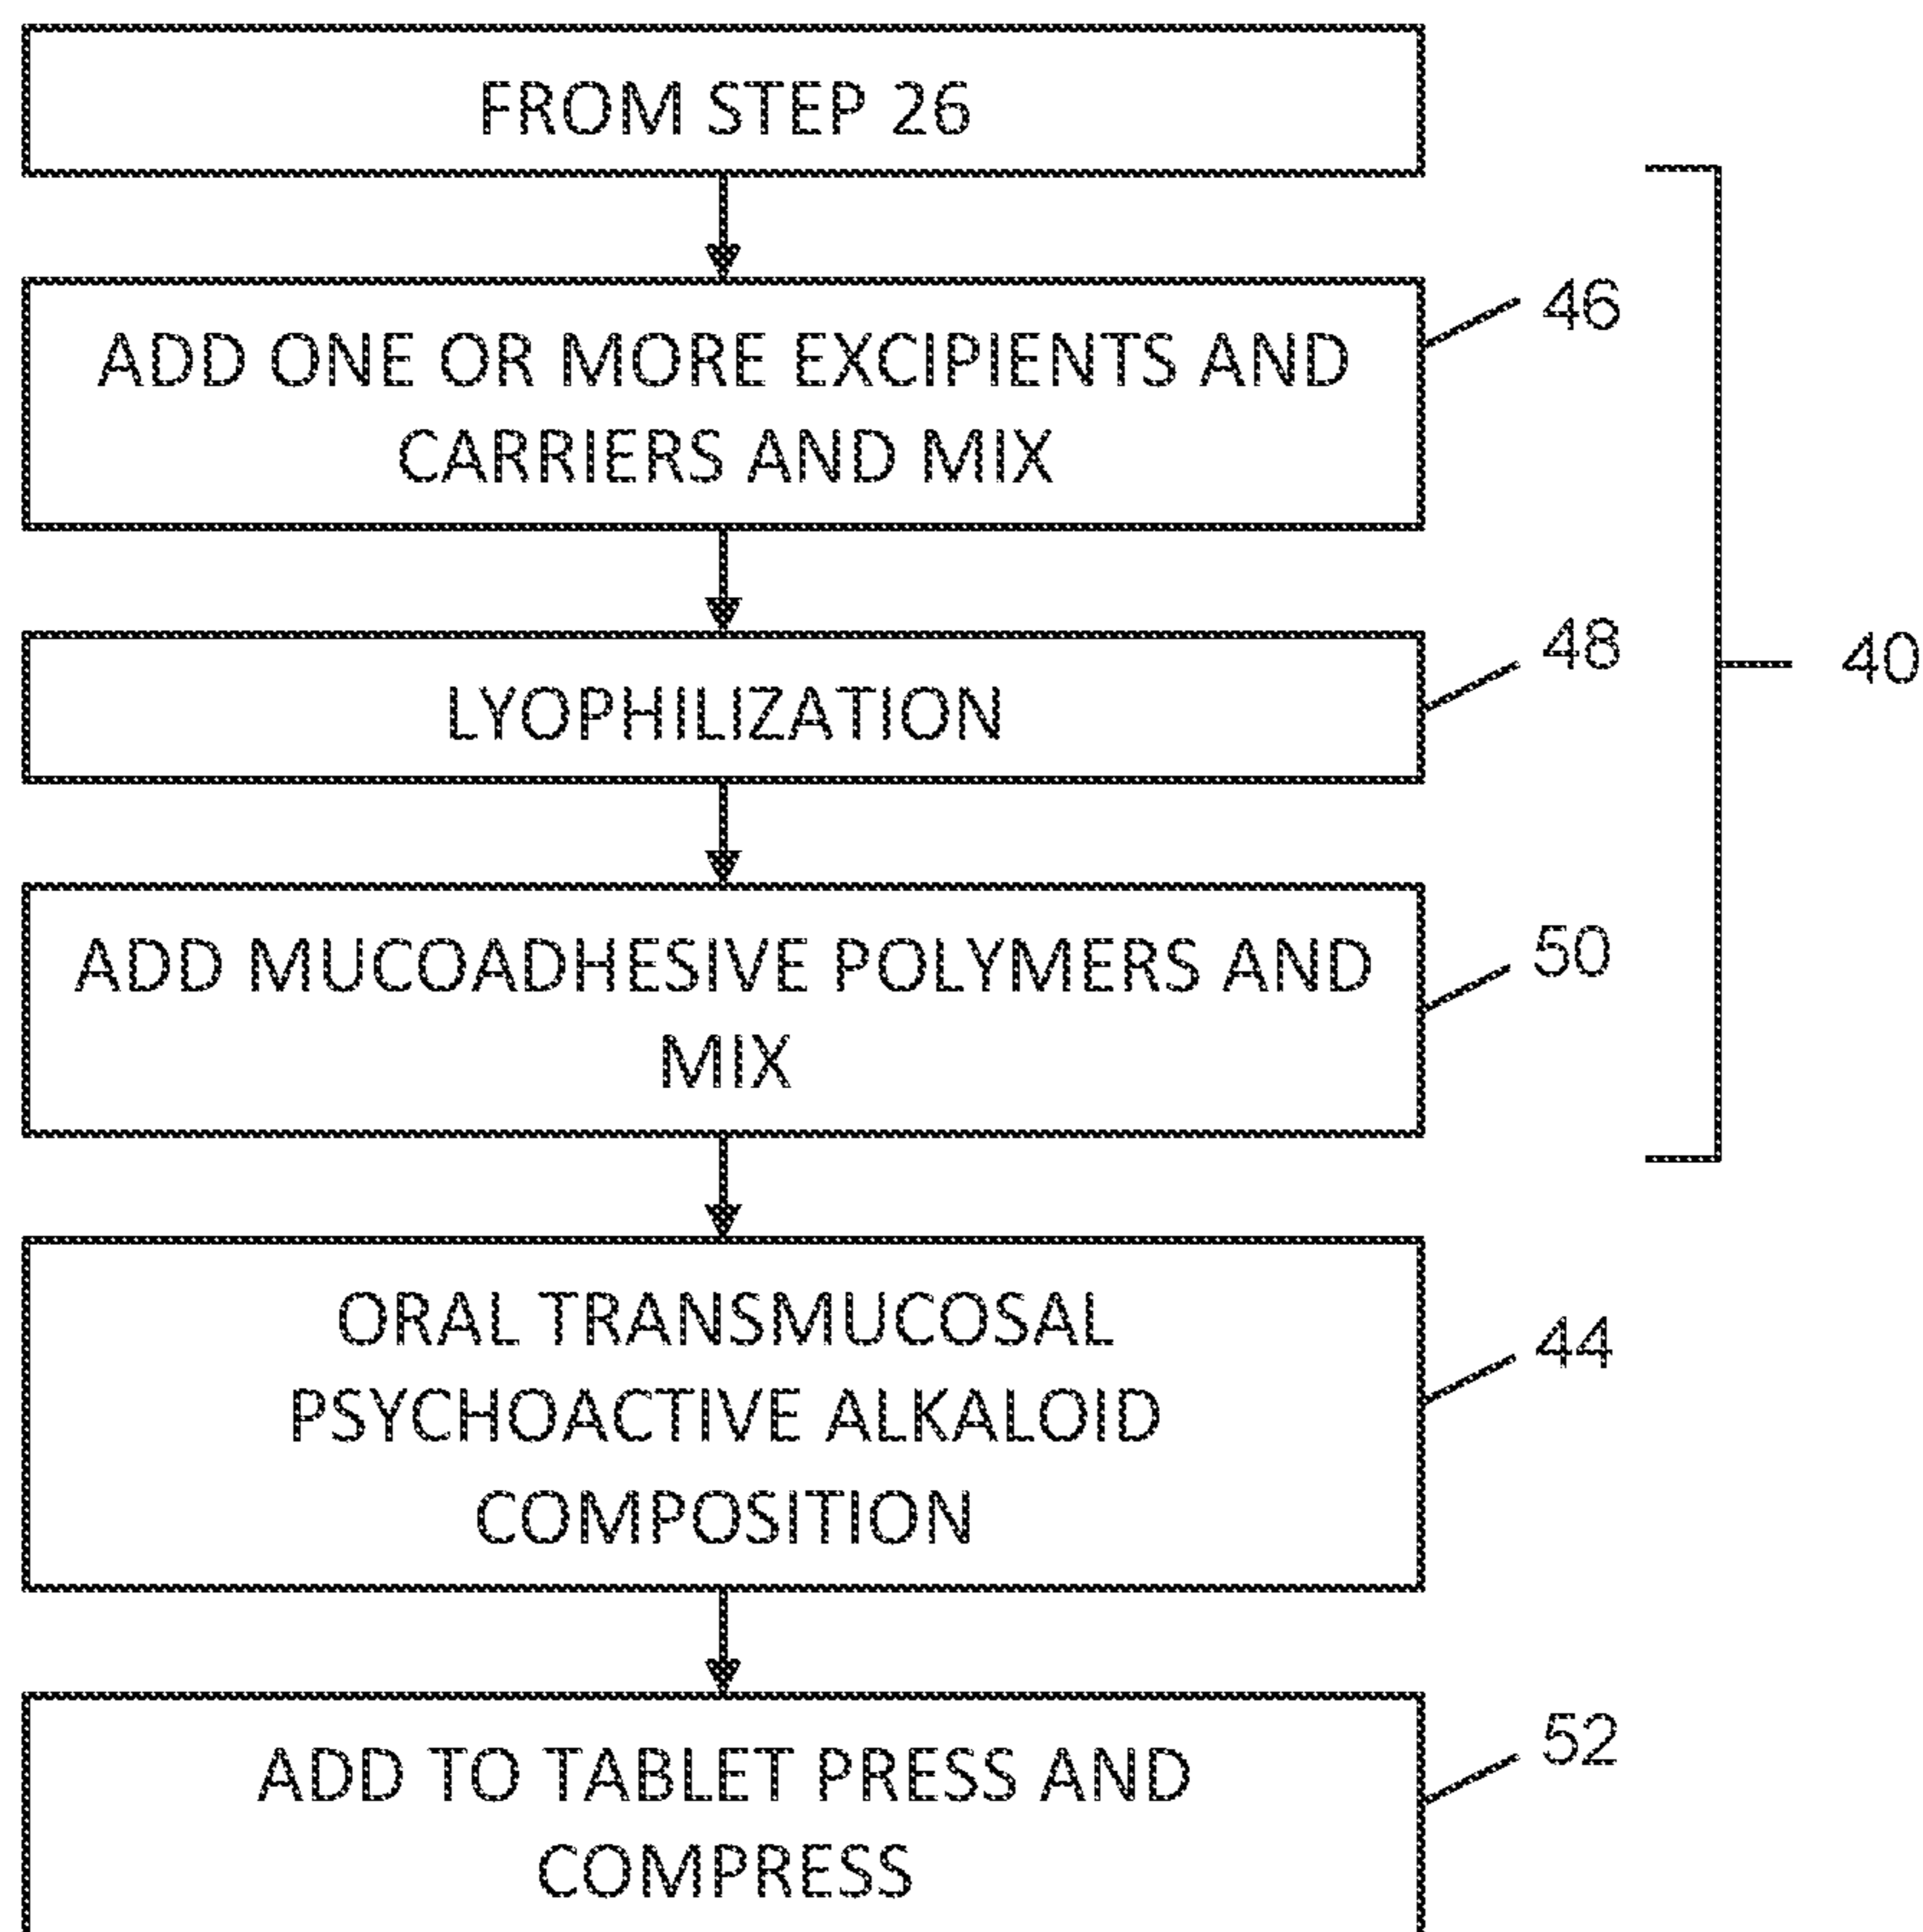 FROM STEP 26
46
ADD ONE OR MORE EXCIPIENTS AND
CARRIERS AND MIX
48
40
LYOPHILIZATION
50
ADD MUCOADHESIVE POLYMERS AND
MIX
44
ORAL TRANSMUCOSAL
PSYCHOACTIVE ALKALOID
COMPOSITION
52
ADD TO TABLET PRESS AND
COMPRESS